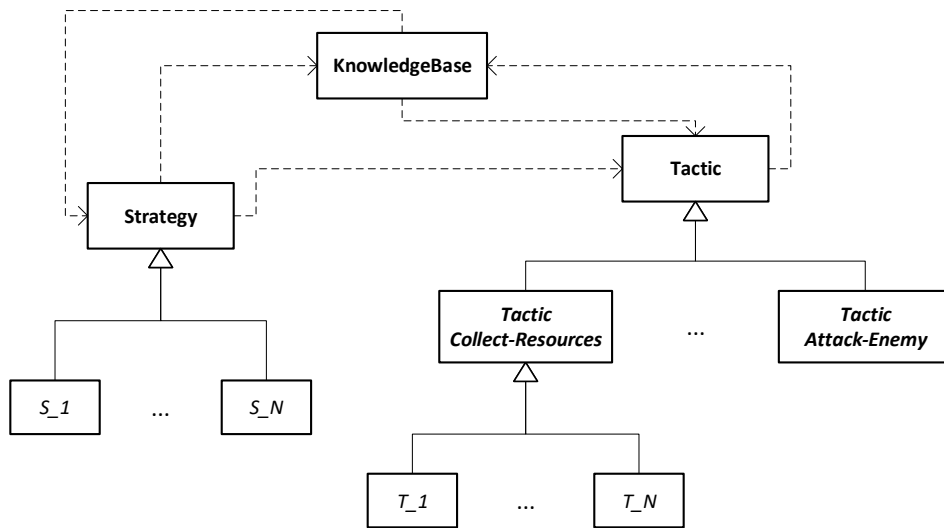 KnowledgeBase
Tactic
Strategy
Tactic
Collect-Resources
...
Tactic
Attack-Enemy
S_1
...
S_N
T_1
...
T_N